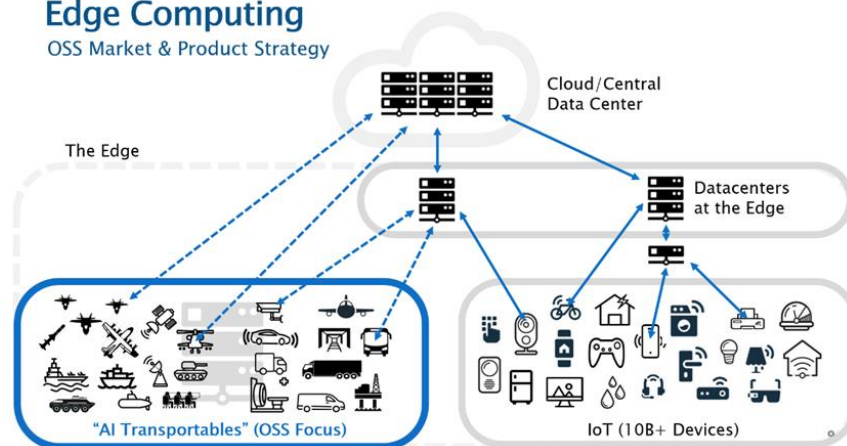 Edge Computing
OSS Market & Product Strategy
Cloud/Central
Data Center
The Edge
Datacenters
at the Edge
"AI Transportables" (OSS Focus)
IoT (10B+ Devices)